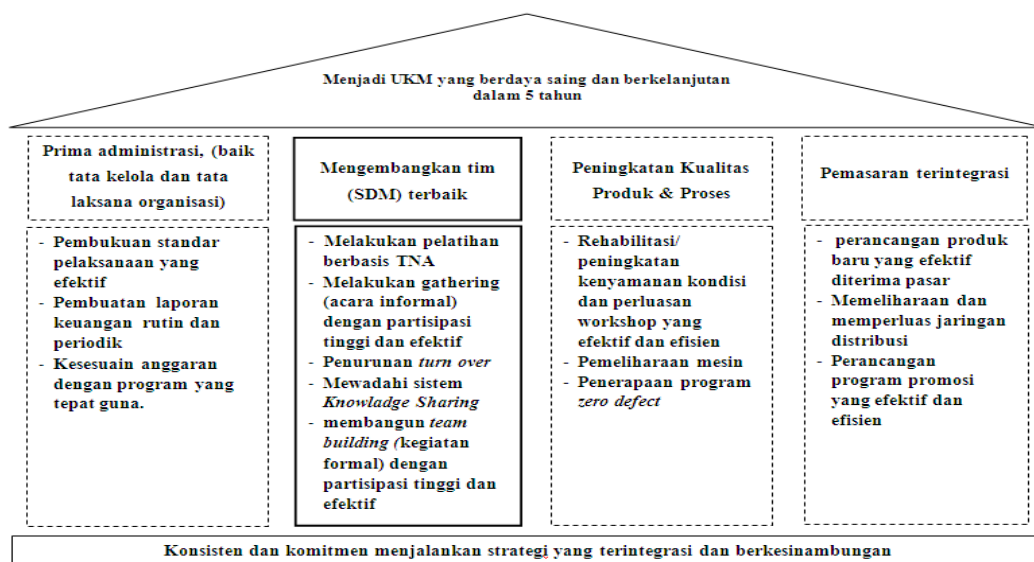 Menjadi UKM yang berdaya saing dan berkelanjutan
dalam 5 tahun
Prima administrasi, (baik
tata kelola dan tata
laksana organisasi)
- Pembukuan standar
pelaksanaan yang
efektif
- Pembuatan laporan
keuangan rutin dan
periodik
- Kesesuain anggaran
dengan program yang
tepat guna.
Mengembangkan tim
(SDM) terbaik
- Melakukan pelatihan
berbasis TNA
- Melakukan gathering
(acara informal) dengan
partisipasi
tinggi dan efektif
- Penurunan turn over
- Mewadahi sistem
Knowladge Sharing
- membangun team
building (kegiatan
formal) dengan
partisipasi tinggi dan
efektif
Peningkatan Kualitas
Produk & Proses
- Rehabilitasi/
peningkatan
kenyamanan kondisi
dan perluasan
workshop yang
efektif dan efisien
- Pemeliharaan mesin
- Penerapaan program
zero defect
Pemasaran terintegrasi
- perancangan produk
baru yang efektif
diterima pasar
- Memeliharaan dan
memperluas jaringan
distribusi
- Perancangan
program promosi
yang efektif dan
efisien
Konsisten dan komitmen menjalankan strategi yang terintegrasi dan berkesinambungan